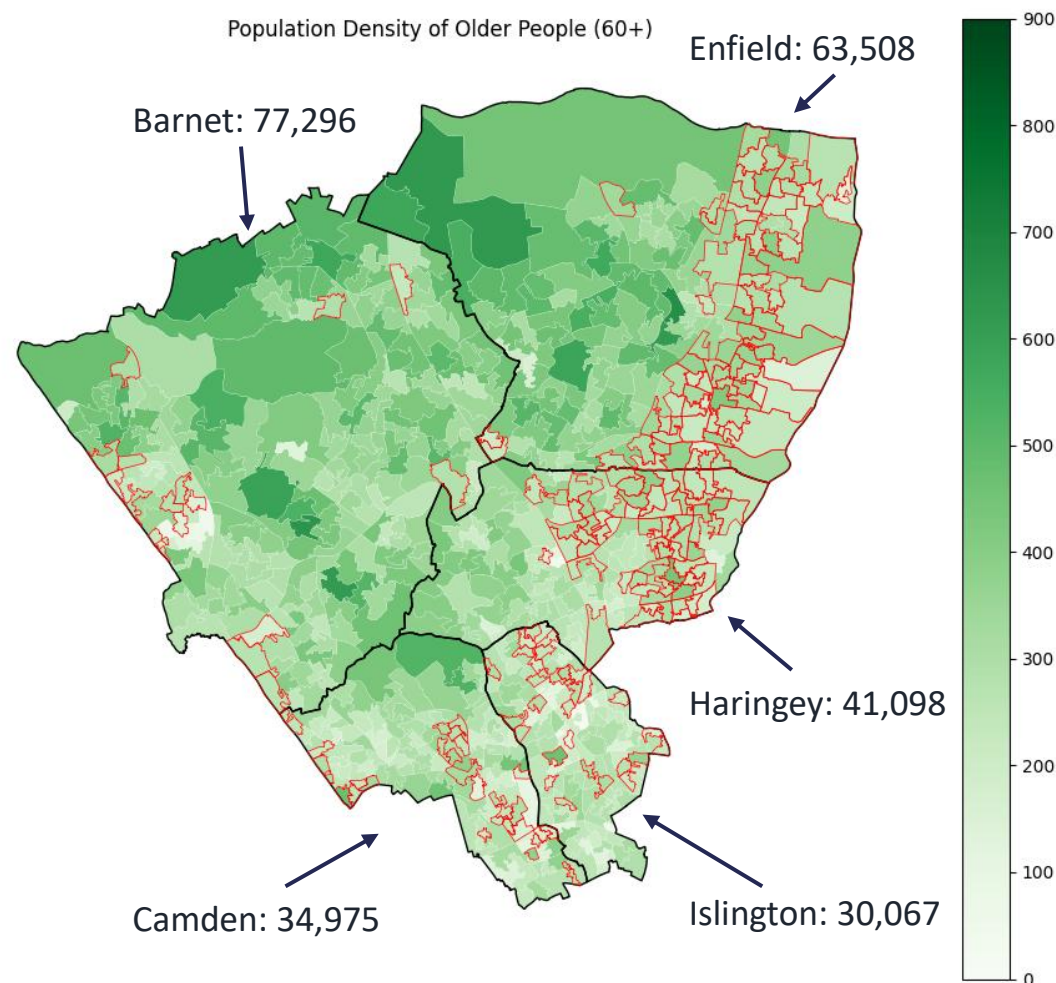 Population Density of Older People (60+)
Enfield: 63,508
Barnet: 77,296
Haringey: 41,098
Camden: 34,975
Islington: 30,067
900
800
700
600
500
400
300
200
100
0